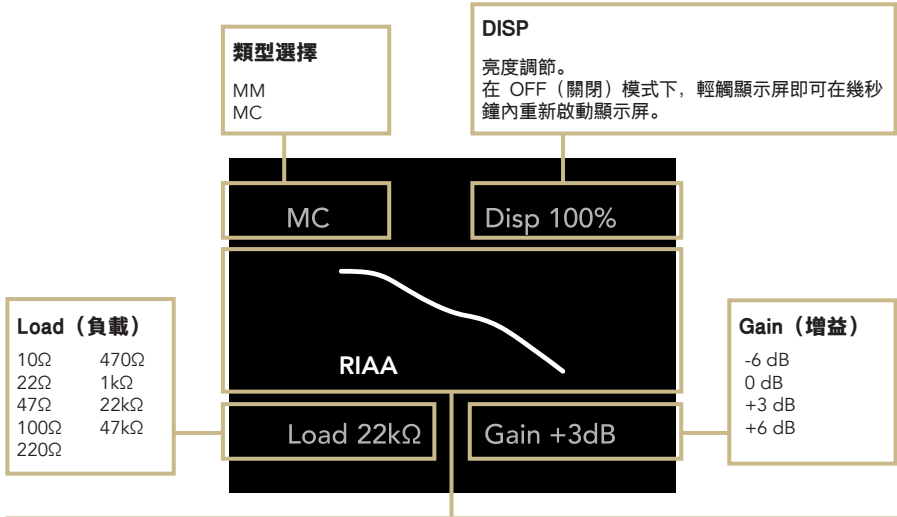 類型選擇
MM
MC
DISP
亮度調節。
在 OFF（關閉）模式下，輕觸顯示屏即可在幾秒
鐘內重新啟動顯示屏。
MC
Disp 100%
RIAA
Load 22kΩ
Gain +3dB
Load（負載）
10Ω 470Ω
22Ω 1kΩ
47Ω 22kΩ
100Ω 47kΩ
220Ω
Gain（增益）
-6 dB
0 dB
+3 dB
+6 dB